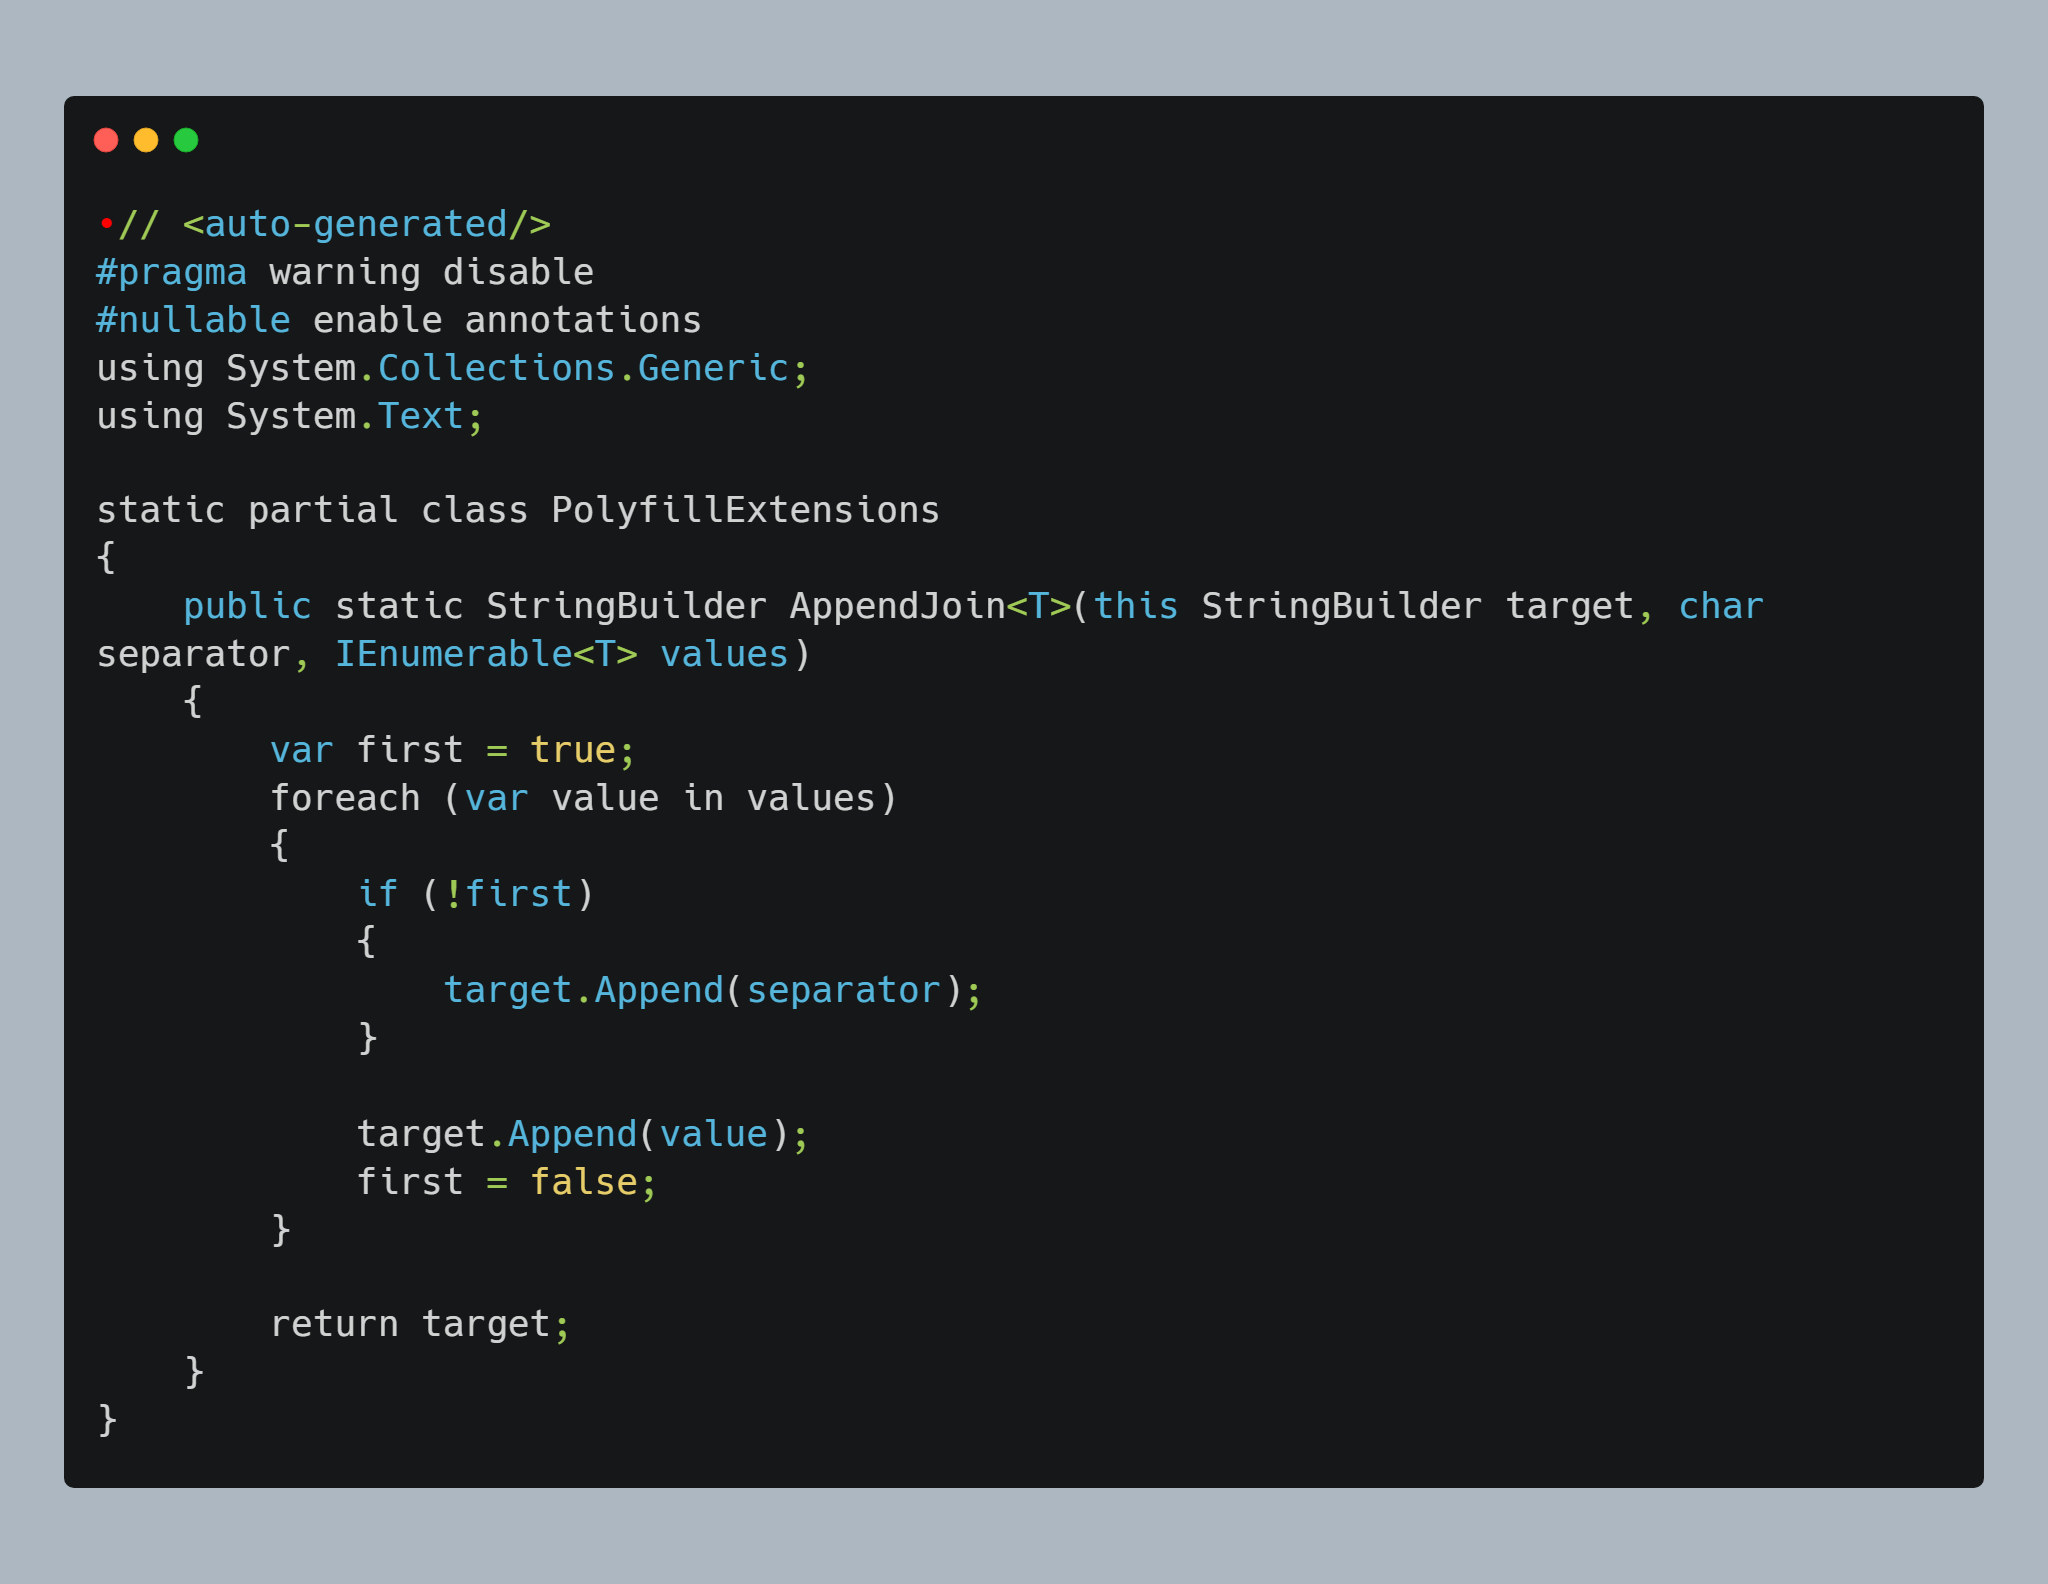 •// <auto-generated/>
#pragma warning disable
#nullable enable annotations
using System.Collections.Generic;
using System.Text;

static partial class PolyfillExtensions
{
    public static StringBuilder AppendJoin<T>(this StringBuilder target, char
separator, IEnumerable<T> values)
    {
        var first = true;
        foreach (var value in values)
        {
            if (!first)
            {
                target.Append(separator);
            }

            target.Append(value);
            first = false;
        }

        return target;
    }
}